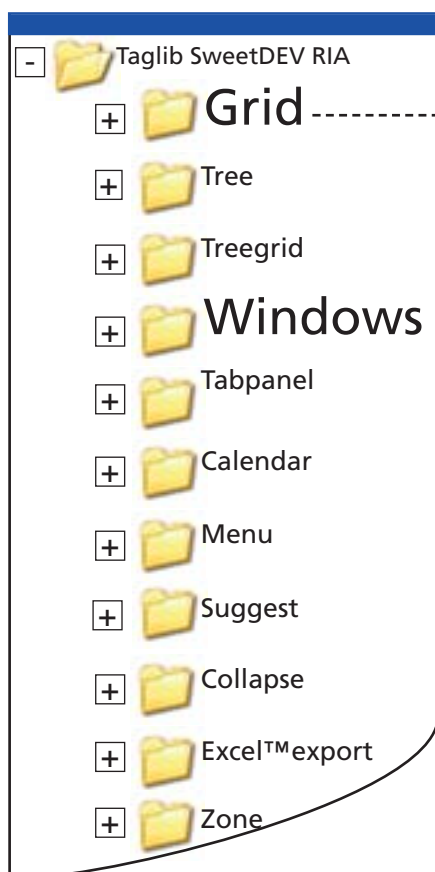 Taglib SweetDEV RIA
Grid
Tree
Treegrid
Windows
Tabpanel
Calendar
Menu
Suggest
Collapse
Excel™export
Zone